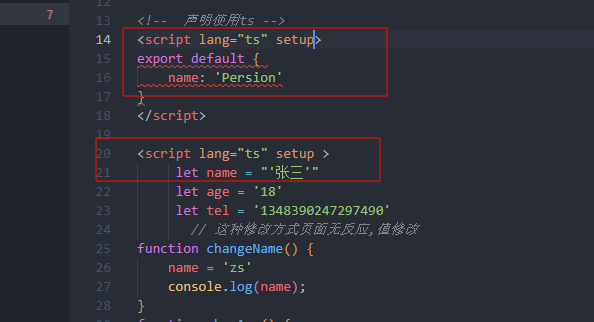 7
12
13 <!--  声明使用ts -->
14 <script lang="ts" setup>
15 export default {
16     name: 'Persion'
17 }
18 </script>
19
20 <script lang="ts" setup >
21      let name = "'张三'"
22      let age = '18'
23      let tel = '1348390247297490'
24        // 这种修改方式页面无反应,值修改
25 function changeName() {
26     name = 'zs'
27     console.log(name);
28 }